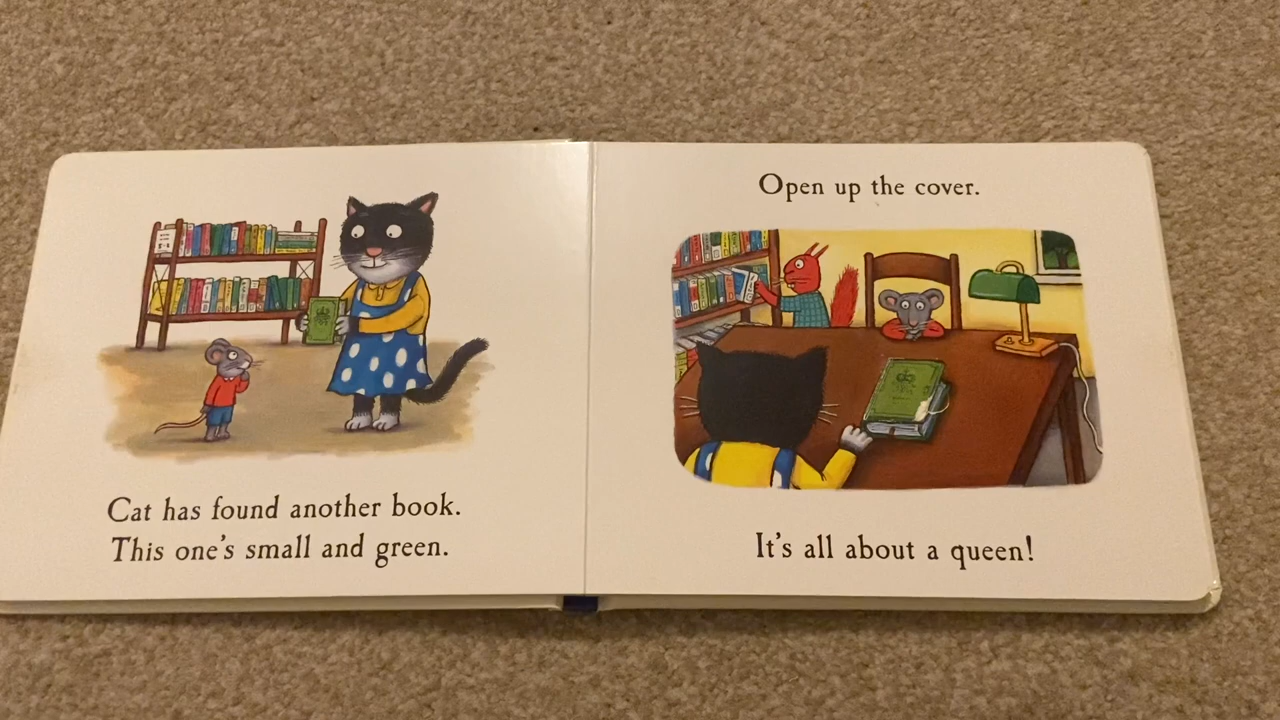 Cat has found another book.
This one's small and green.
Open up the cover.
It's all about a queen!